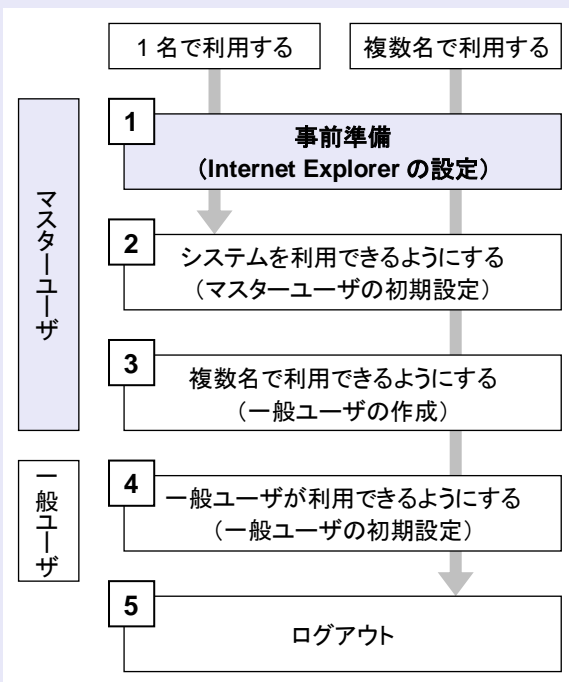 1 名で利用する
複数名で利用する
マスターユーザ
1
事前準備
（Internet Explorer の設定）
2
システムを利用できるようにする
（マスターユーザの初期設定）
3
複数名で利用できるようにする
（一般ユーザの作成）
一般ユーザ
4
一般ユーザが利用できるようにする
（一般ユーザの初期設定）
5
ログアウト